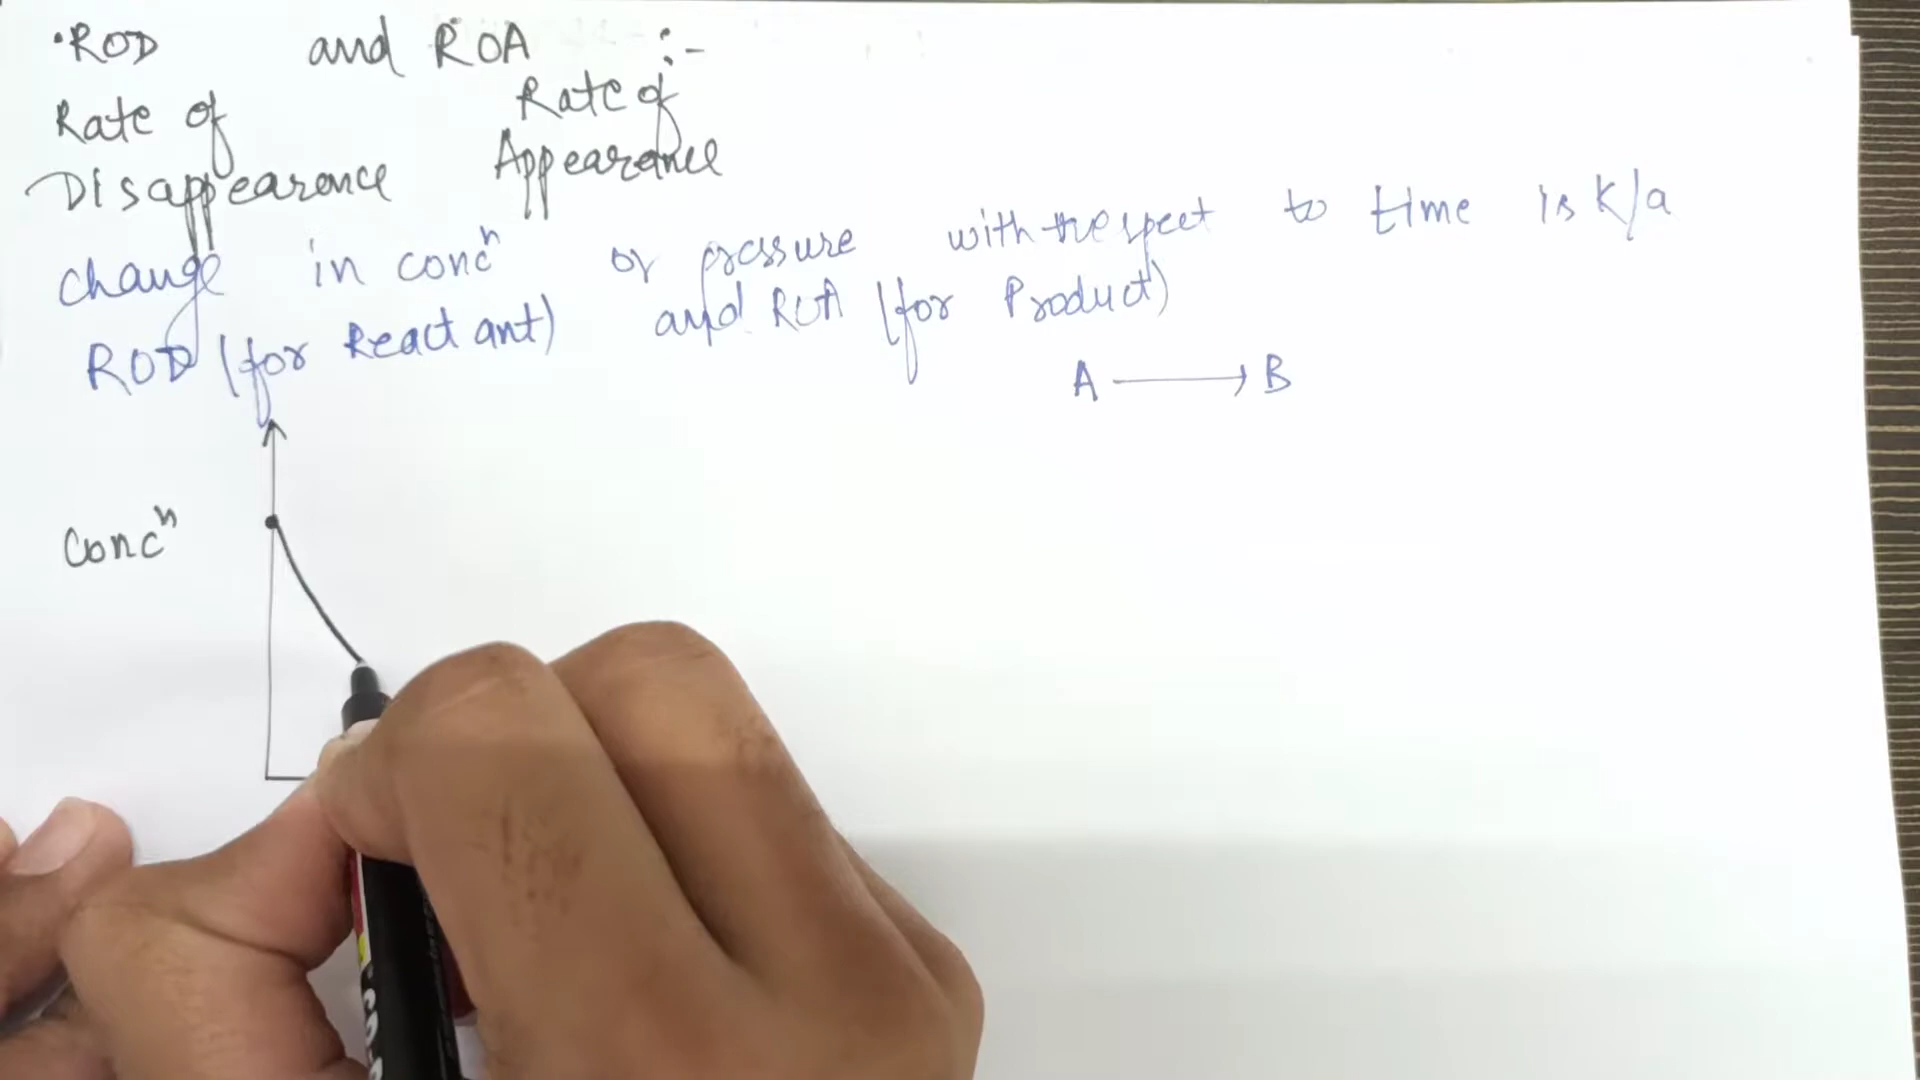 •ROD and ROA :-
Rate of Rate of
Disappearence Appearance
change in concⁿ or pressure with respect to time is k/a
ROD (for Reactant) and ROA (for Product)
A → B
Concⁿ